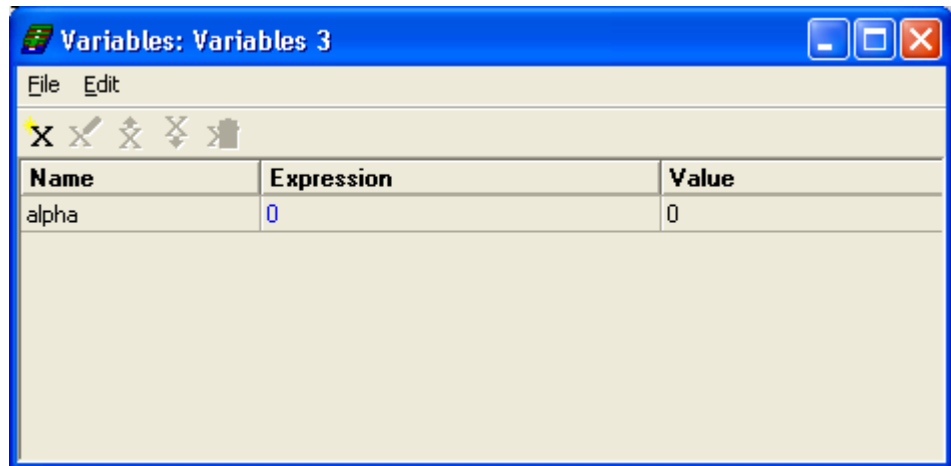 Variables: Variables 3
File Edit
Name Expression Value
alpha 0 0